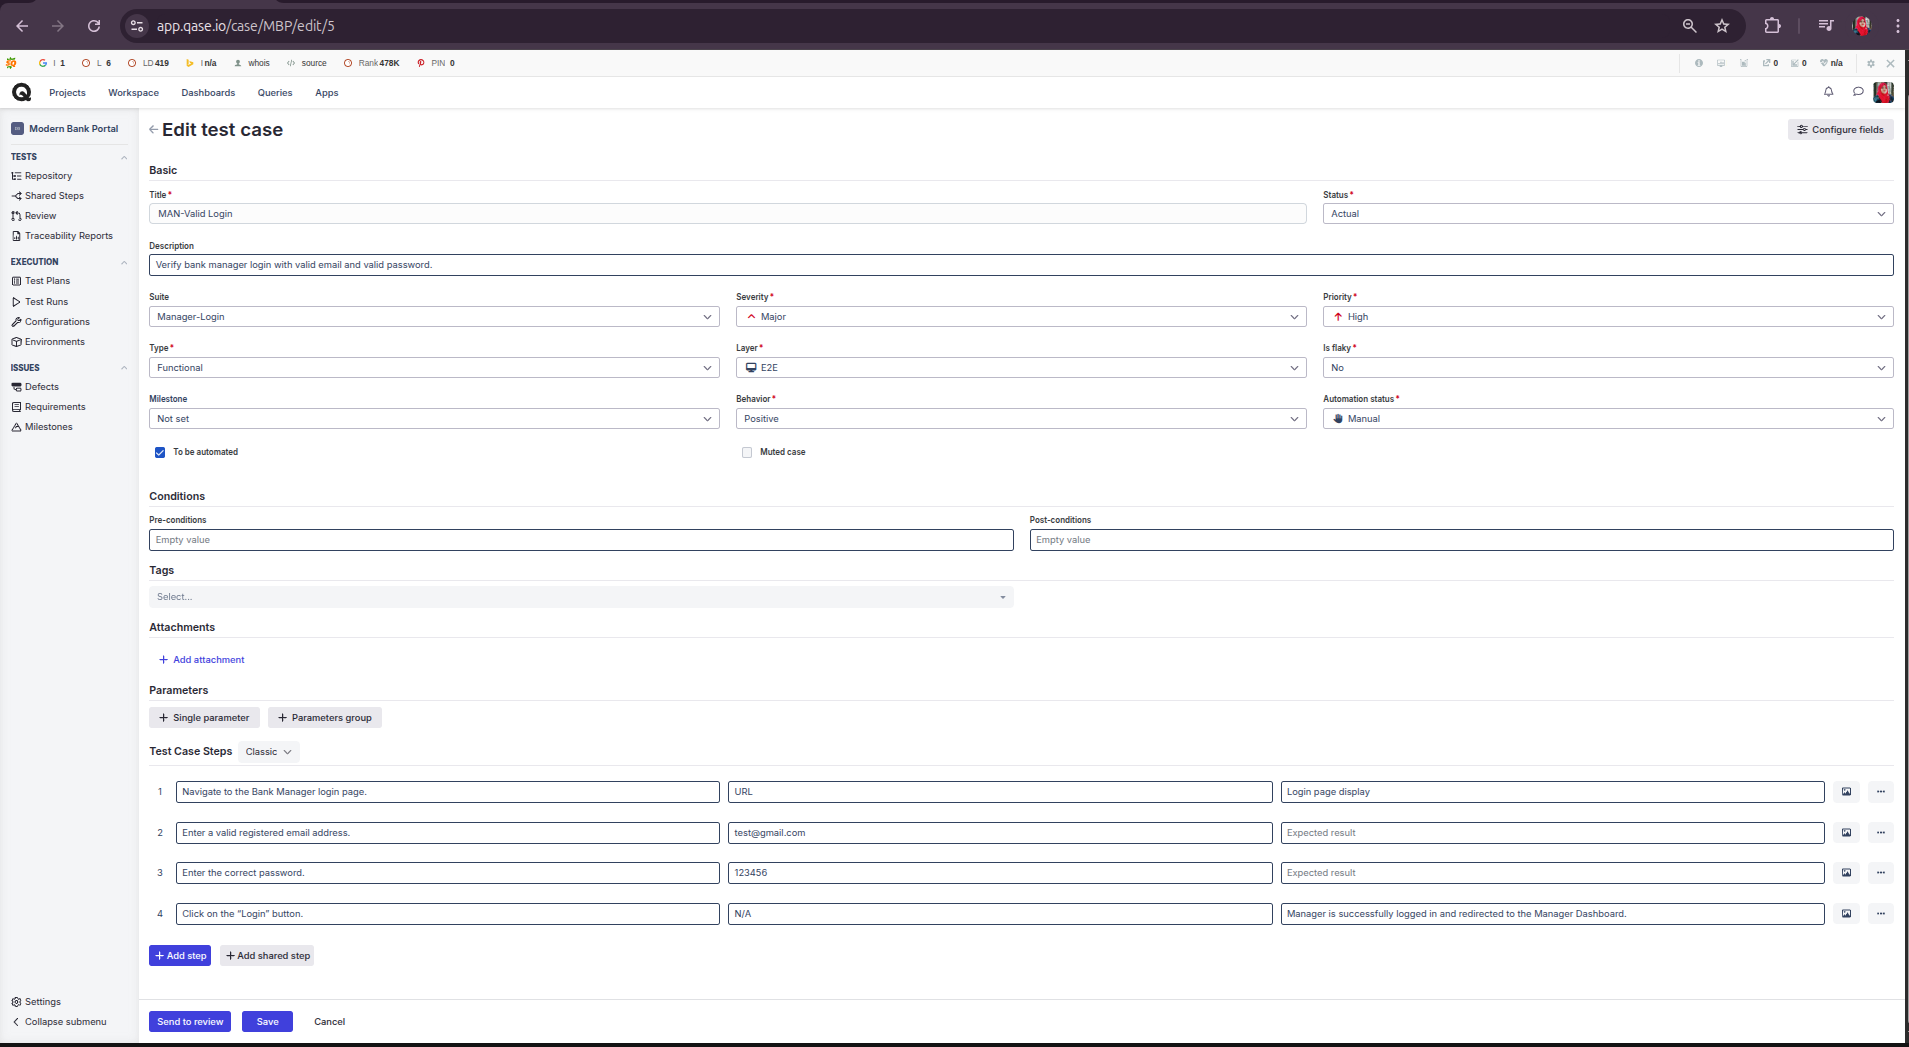 app.qase.io/case/MBP/edit/5
I 1 L 6 LD 419 I n/a whois source Rank 478K PIN 0 0 0 n/a
Projects Workspace Dashboards Queries Apps
Modern Bank Portal
TESTS
Repository
Shared Steps
Review
Traceability Reports
EXECUTION
Test Plans
Test Runs
Configurations
Environments
ISSUES
Defects
Requirements
Milestones
Settings
Collapse submenu
Edit test case
Configure fields
Basic
Title * Status *
MAN-Valid Login Actual
Description
Verify bank manager login with valid email and valid password.
Suite Severity * Priority *
Manager-Login Major High
Type * Layer * Is flaky *
Functional E2E No
Milestone Behavior * Automation status *
Not set Positive Manual
To be automated Muted case
Conditions
Pre-conditions Post-conditions
Empty value Empty value
Tags
Select...
Attachments
+ Add attachment
Parameters
+ Single parameter + Parameters group
Test Case Steps Classic
1 Navigate to the Bank Manager login page. URL Login page display
2 Enter a valid registered email address. test@gmail.com Expected result
3 Enter the correct password. 123456 Expected result
4 Click on the “Login” button. N/A Manager is successfully logged in and redirected to the Manager Dashboard.
+ Add step + Add shared step
Send to review Save Cancel